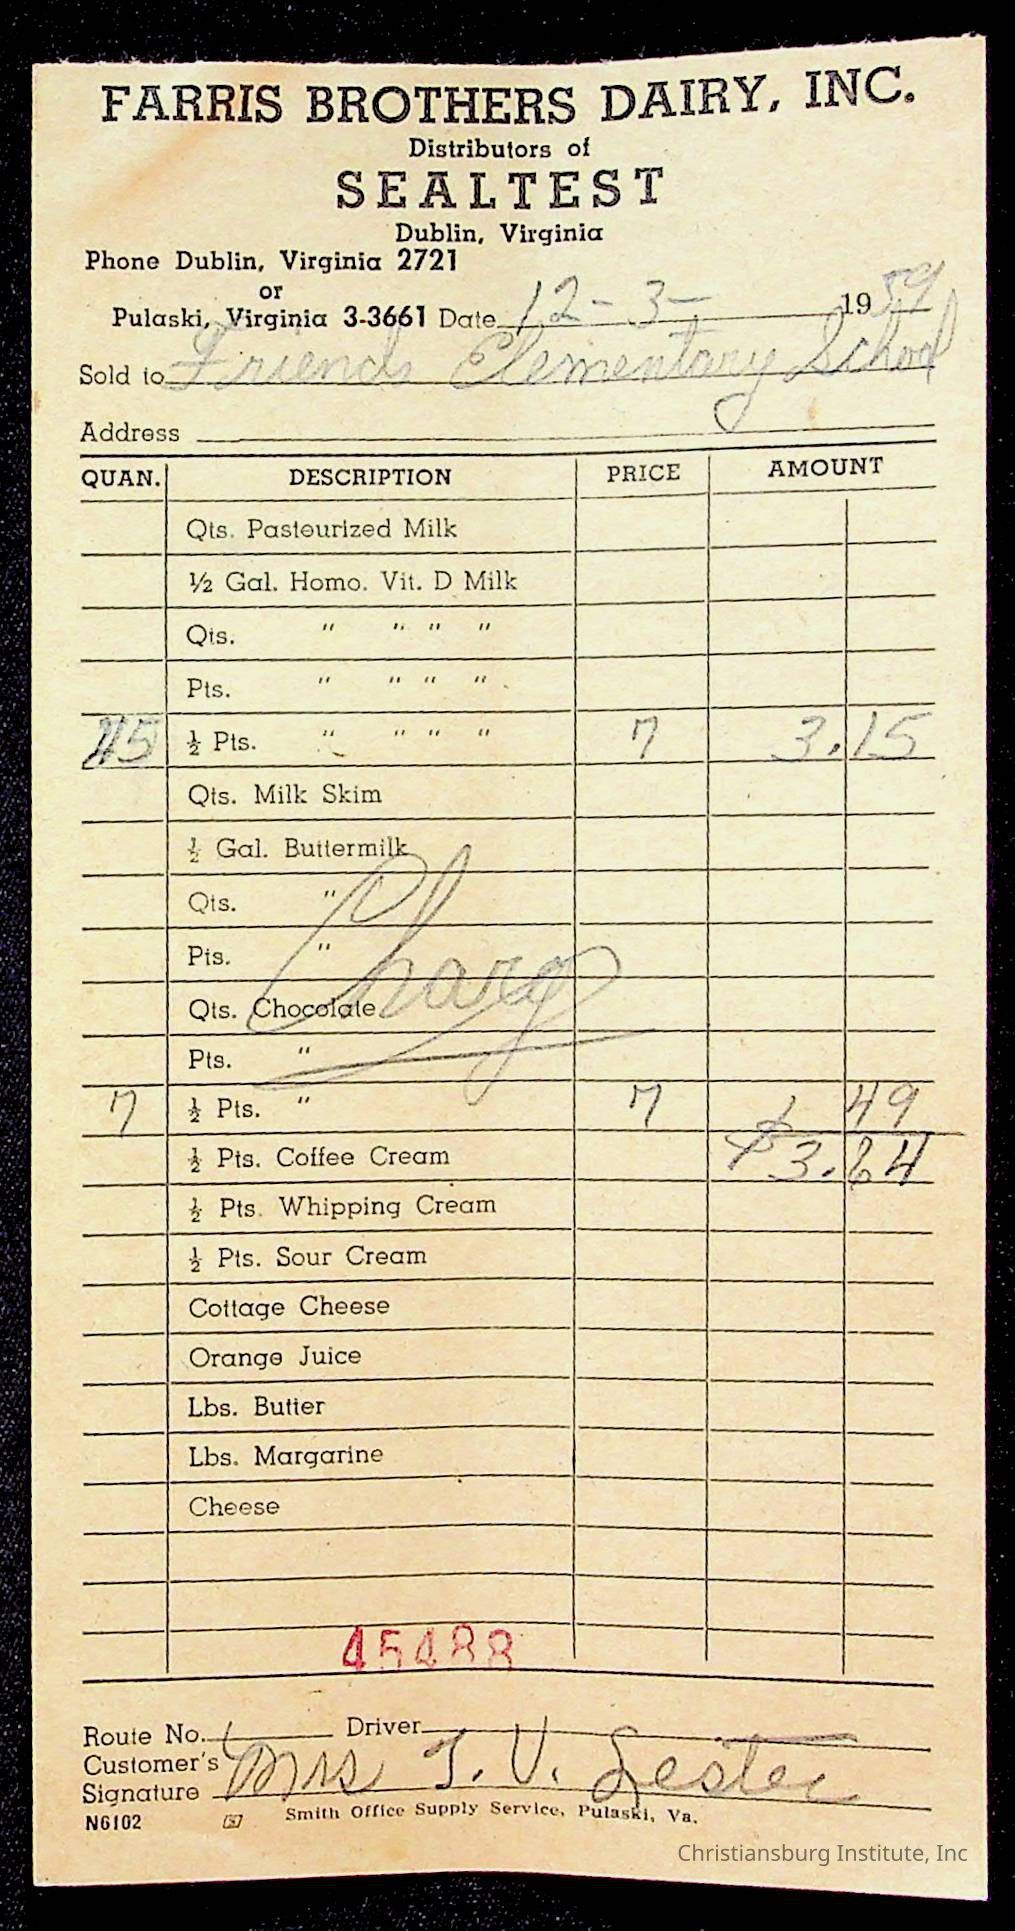 FARRIS BROTHERS DAIRY, INC.
Distributors of
SEALTEST
Dublin, Virginia
Phone Dublin, Virginia 2721
or
Pulaski, Virginia 3-3661 Date 12-3- 1959
Sold to Friends Elementary School
Address
QUAN. DESCRIPTION PRICE AMOUNT
Qts. Pasteurized Milk
½ Gal. Homo. Vit. D Milk
Qts. " " " "
Pts. " " " "
45 ½ Pts. " " " " 7 3.15
Qts. Milk Skim
½ Gal. Buttermilk
Qts. "
Pts. "
Charg
Qts. Chocolate
Pts. "
7 ½ Pts. " 7 49
½ Pts. Coffee Cream $3.64
½ Pts. Whipping Cream
½ Pts. Sour Cream
Cottage Cheese
Orange Juice
Lbs. Butter
Lbs. Margarine
Cheese
45488
Route No. Driver
Customer's
Signature Mrs T. V. Lester
N6102 Smith Office Supply Service, Pulaski, Va.
Christiansburg Institute, Inc